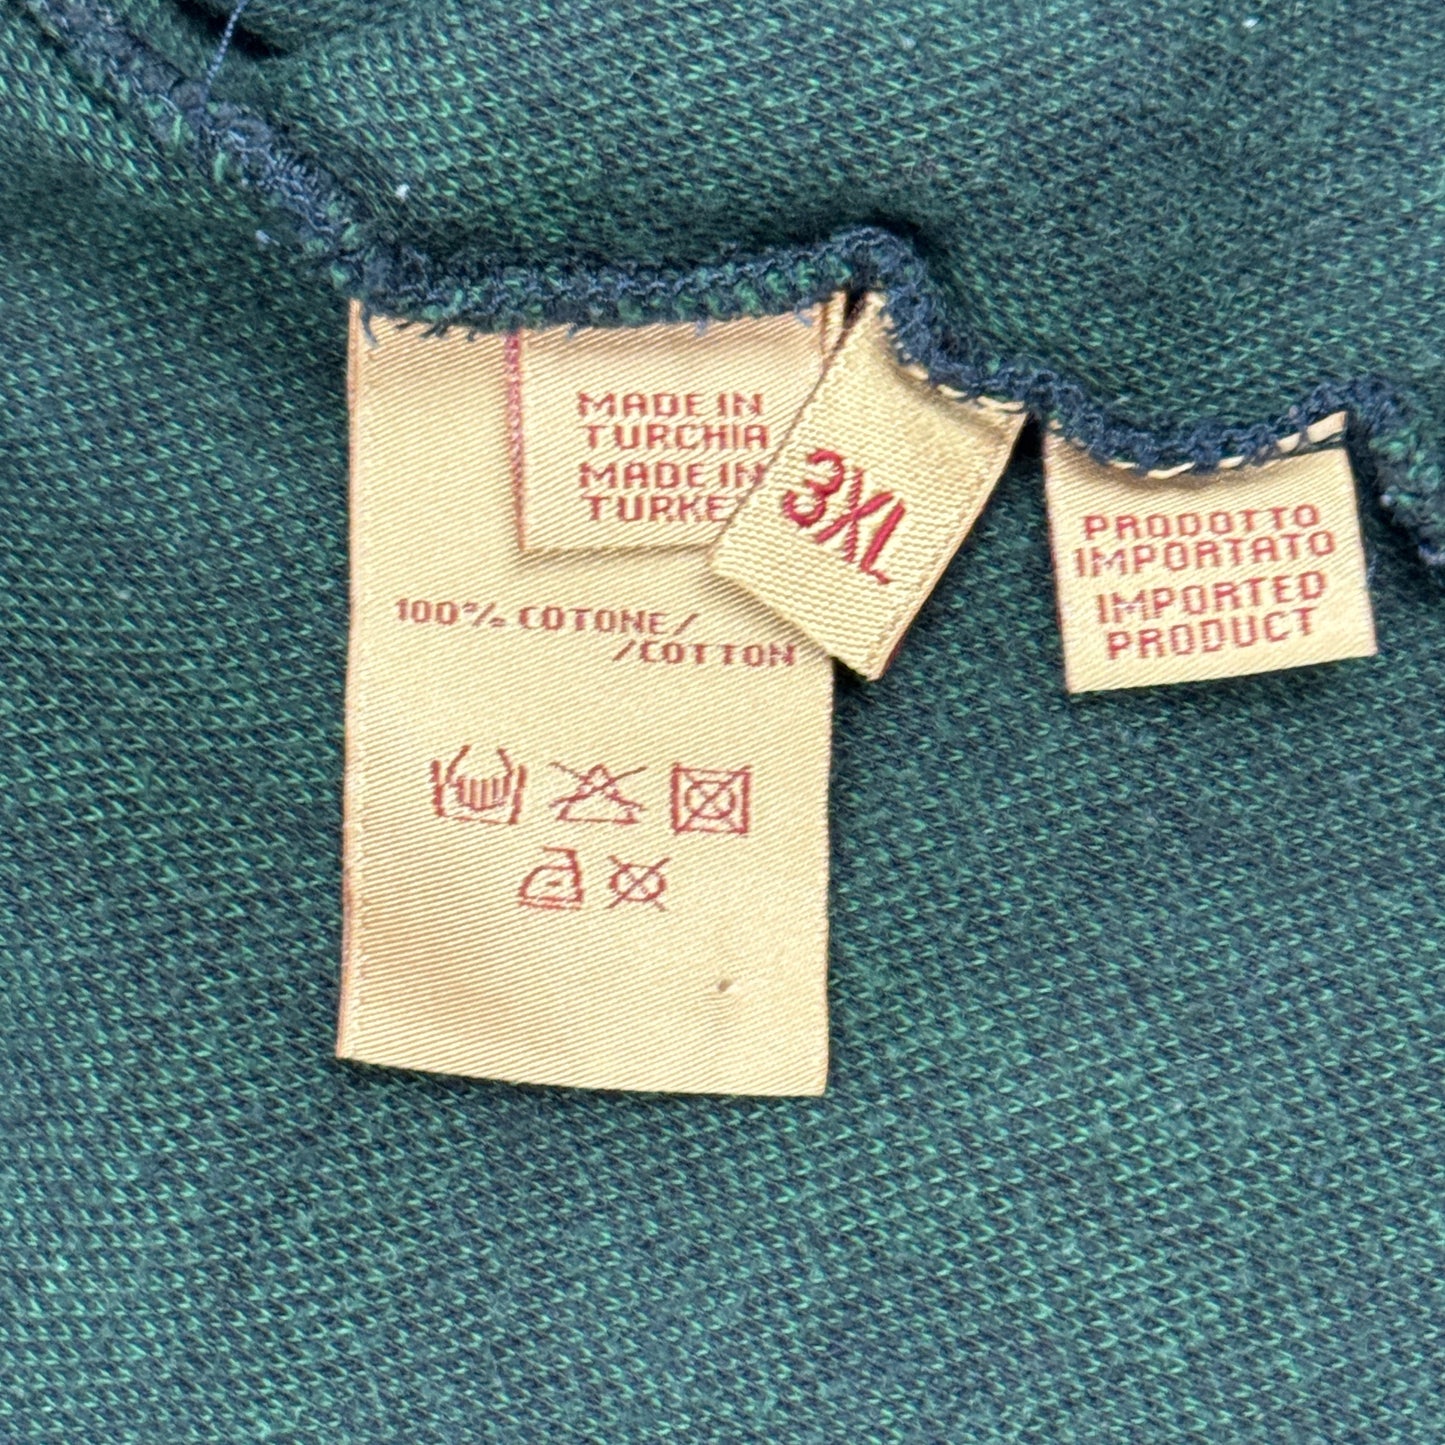 MADE IN
TURCHIA
MADE IN
TURKEY
3XL
PRODOTTO
IMPORTATO
IMPORTED
PRODUCT
100% COTONE/
/COTTON